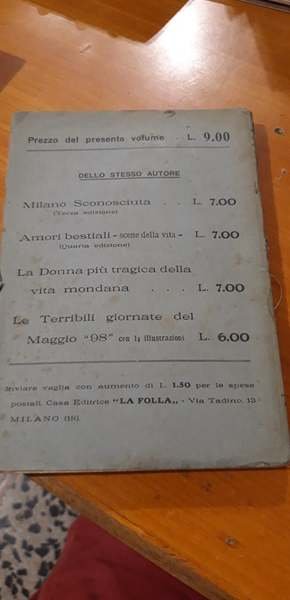 Prezzo del presente volume . L. 9.00
DELLO STESSO AUTORE
Milano Sconosciuta . . L. 7.00
(Terza edizione)
Amori bestiali - scene della vita - L. 7.00
(Quarta edizione)
La Donna più tragica della
vita mondana . . . L. 7.00
Le Terribili giornate del
Maggio "98" con 14 illustrazioni L. 6.00
Inviare vaglia con aumento di L. 1.50 per le spese
postali. Casa Editrice "LA FOLLA" - Via Tadino, 13
MILANO (18).